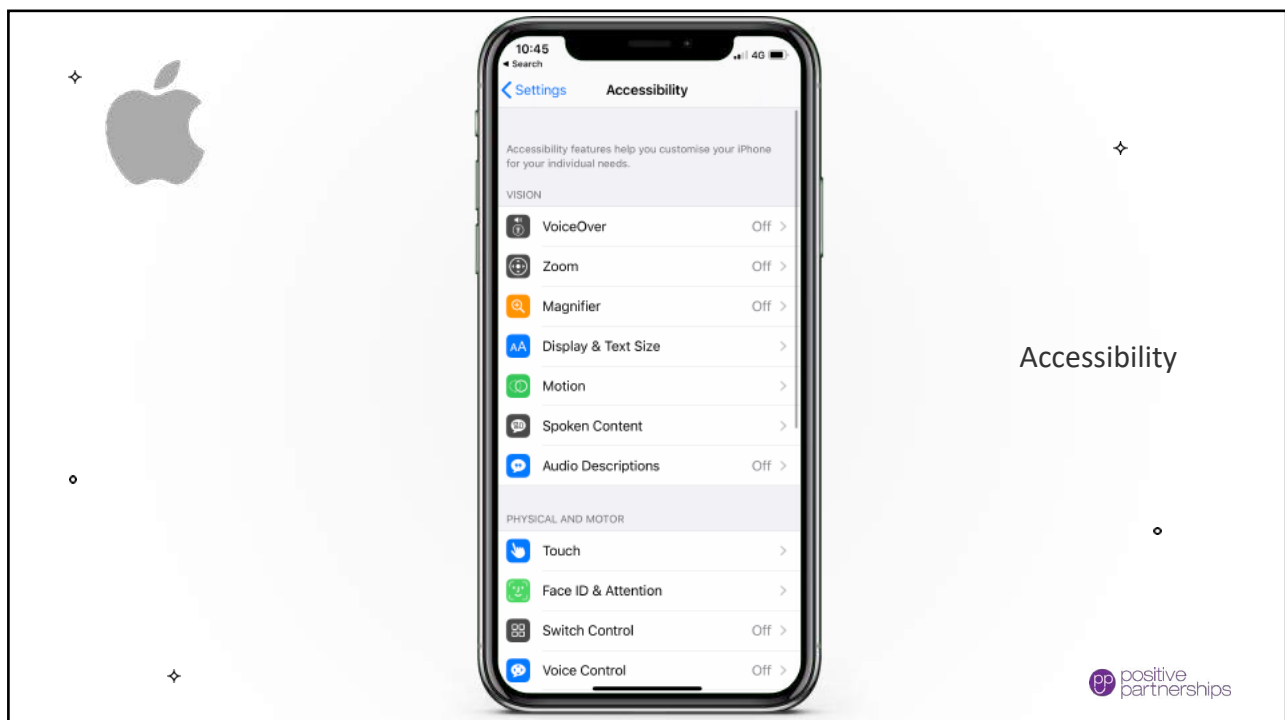 10:45
Search
4G
Settings
Accessibility
Accessibility features help you customise your iPhone
for your individual needs.
VISION
VoiceOver Off
Zoom Off
Magnifier Off
AA Display & Text Size
Motion
Spoken Content
Audio Descriptions Off
PHYSICAL AND MOTOR
Touch
Face ID & Attention
Switch Control Off
Voice Control Off
Accessibility
pp positive
partnerships